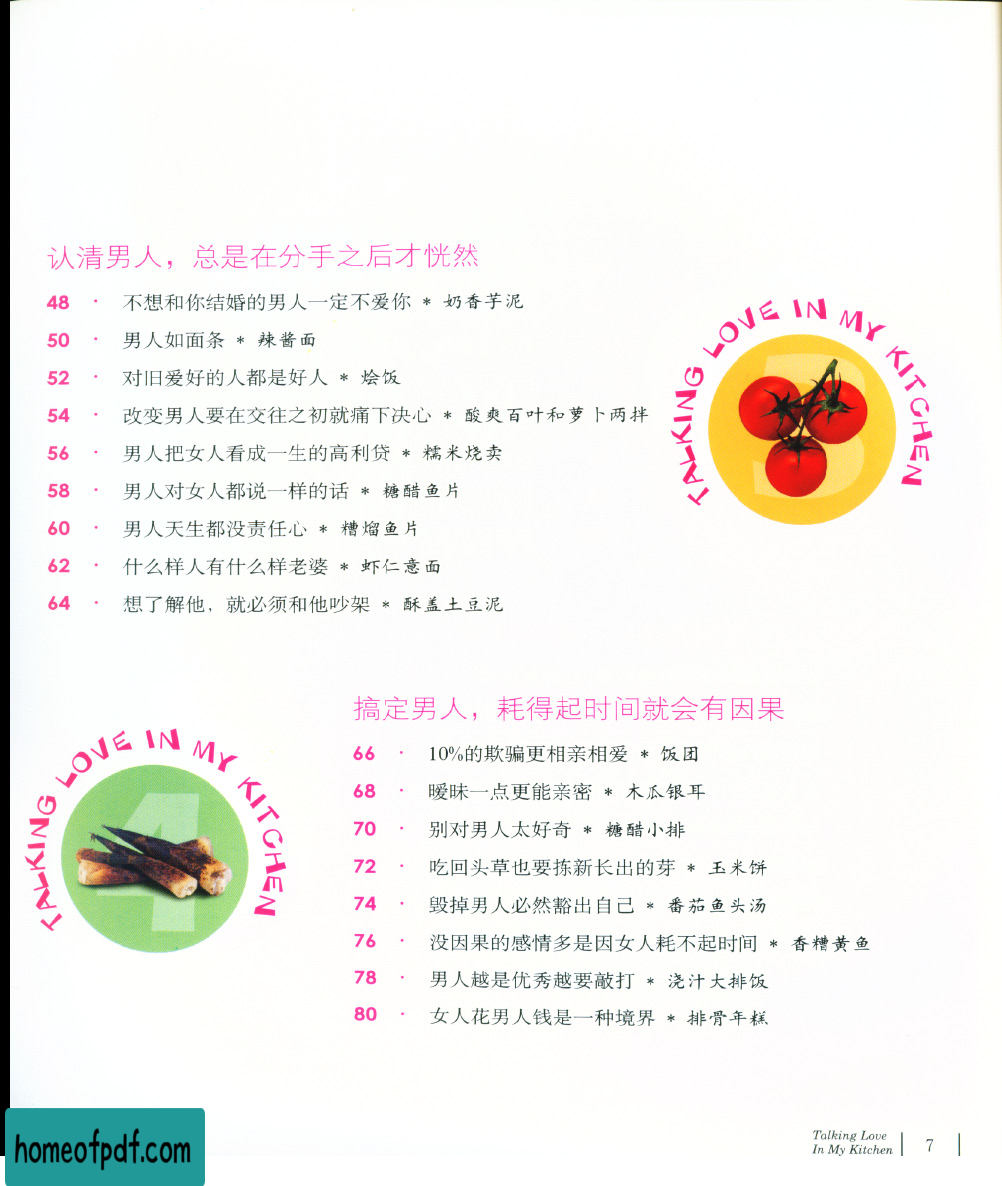 认清男人，总是在分手之后才恍然
48 · 不想和你结婚的男人一定不爱你 * 奶香芋泥
50 · 男人如面条 * 辣酱面
52 · 对旧爱好的人都是好人 * 烩饭
54 · 改变男人要在交往之初就痛下决心 * 酸爽百叶和萝卜两拌
56 · 男人把女人看成一生的高利贷 * 糯米烧卖
58 · 男人对女人都说一样的话 * 糖醋鱼片
60 · 男人天生都没责任心 * 糟熘鱼片
62 · 什么样人有什么样老婆 * 虾仁意面
64 · 想了解他，就必须和他吵架 * 酥盖土豆泥
TALKING LOVE IN MY KITCHEN
3
搞定男人，耗得起时间就会有因果
66 · 10%的欺骗更相亲相爱 * 饭团
68 · 暧昧一点更能亲密 * 木瓜银耳
70 · 别对男人太好奇 * 糖醋小排
72 · 吃回头草也要拣新长出的芽 * 玉米饼
74 · 毁掉男人必然豁出自己 * 番茄鱼头汤
76 · 没因果的感情多是因女人耗不起时间 * 香糟黄鱼
78 · 男人越是优秀越要敲打 * 浇汁大排饭
80 · 女人花男人钱是一种境界 * 排骨年糕
TALKING LOVE IN MY KITCHEN
4
Talking Love
In My Kitchen
7
homeofpdf.com